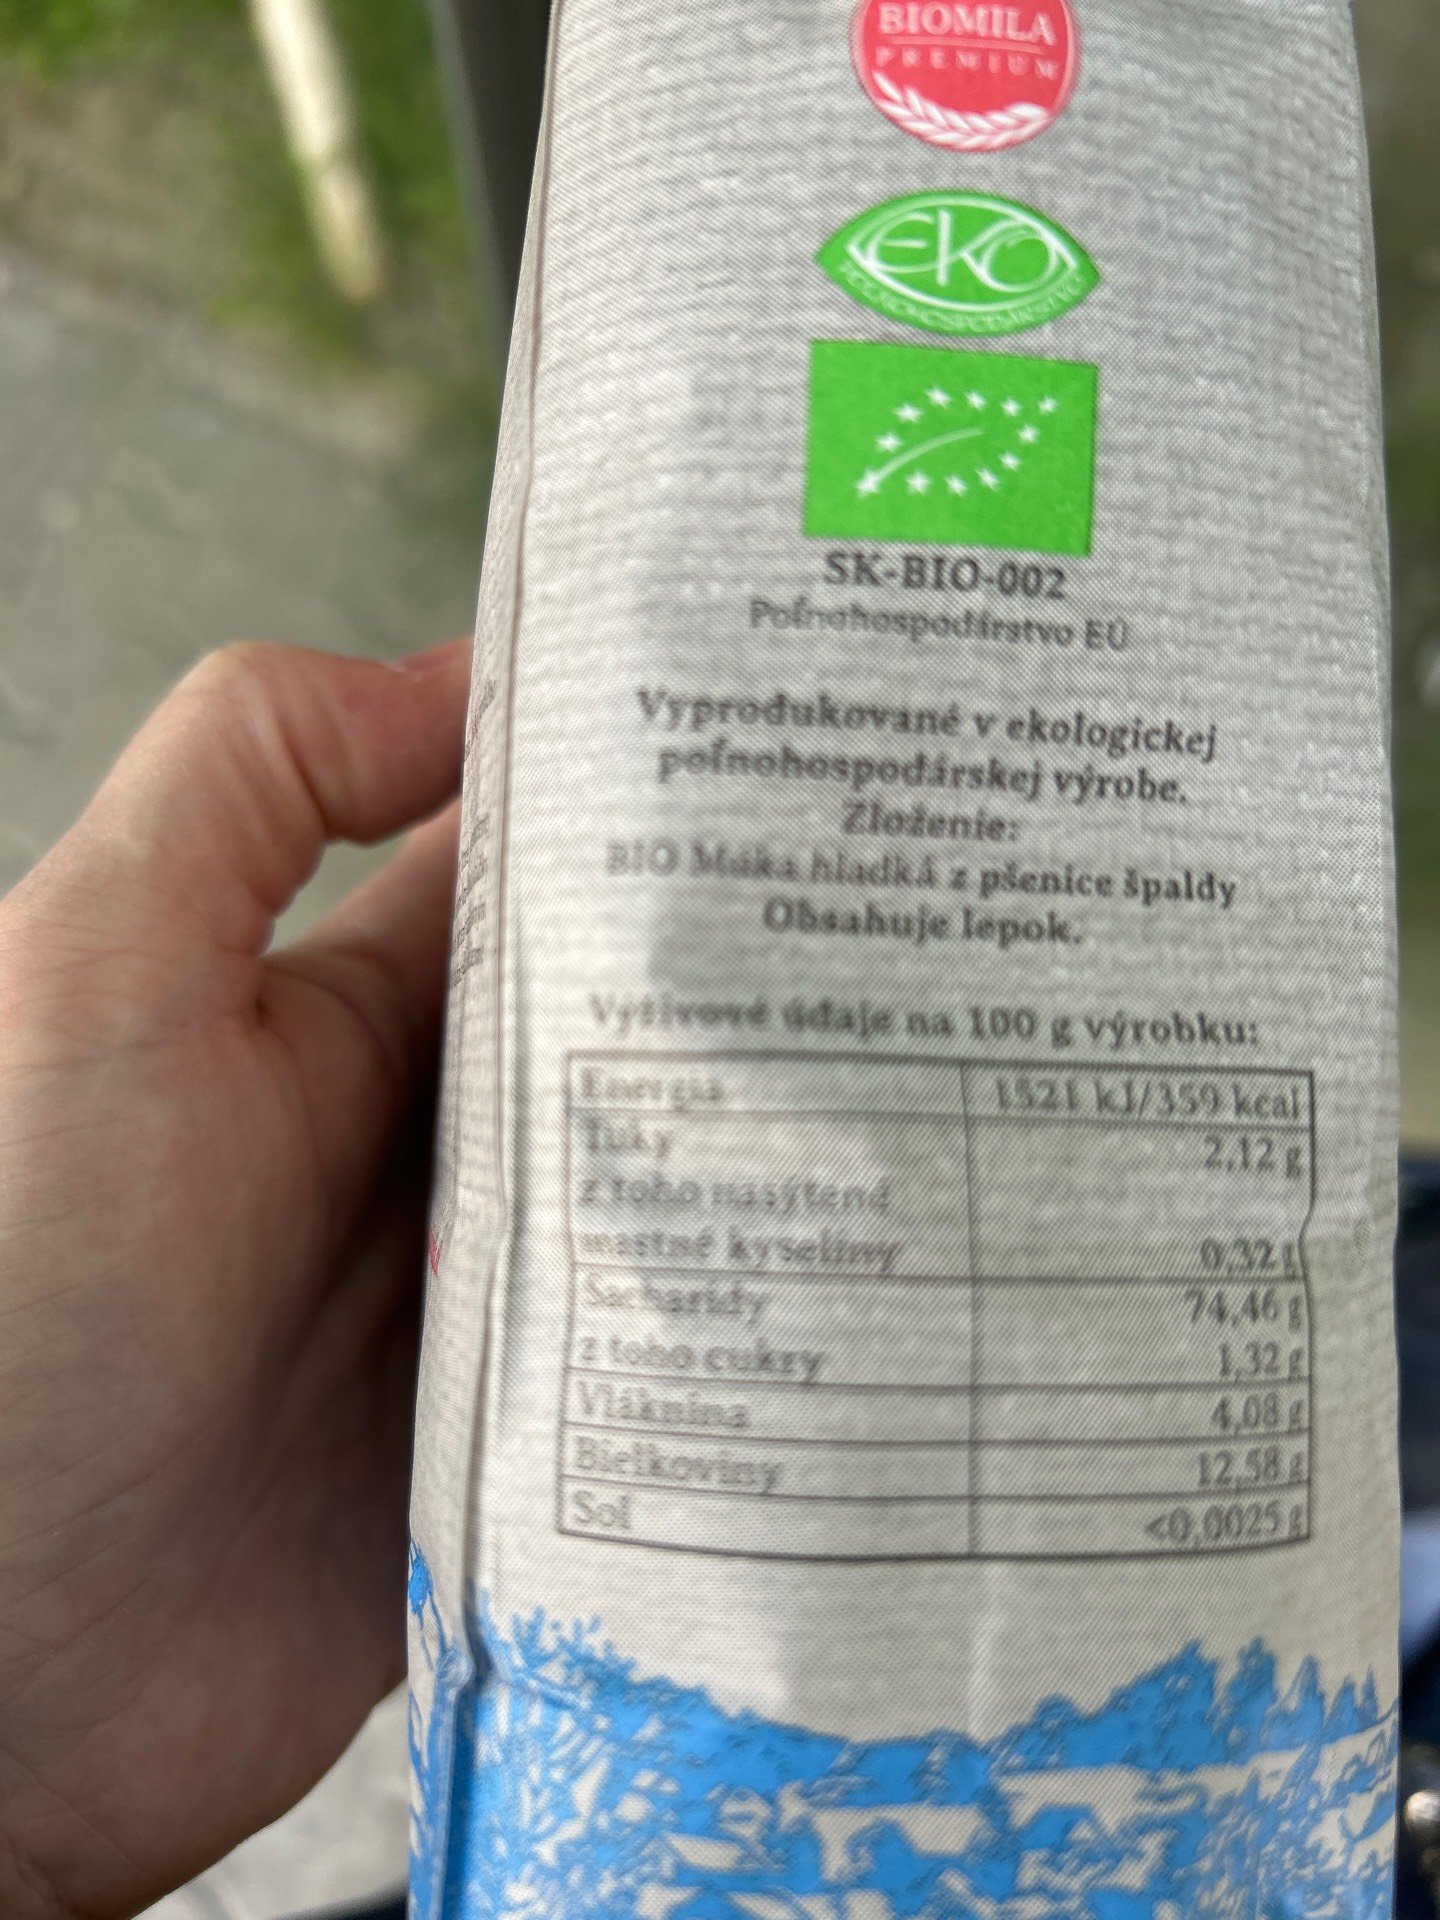 BIOMILA
PREMIUM
EKO
POĽNOHOSPODÁRSTVO
SK-BIO-002
Poľnohospodárstvo EÚ
Vyprodukované v ekologickej
poľnohospodárskej výrobe.
Zloženie:
BIO Múka hladká z pšenice špaldy
Obsahuje lepok.
Výživové údaje na 100 g výrobku:
Energia 1521 kJ/359 kcal
Tuky 2,12 g
z toho nasýtené
mastné kyseliny 0,32 g
Sacharidy 74,46 g
z toho cukry 1,32 g
Vláknina 4,08 g
Bielkoviny 12,58 g
Soľ <0,0025 g